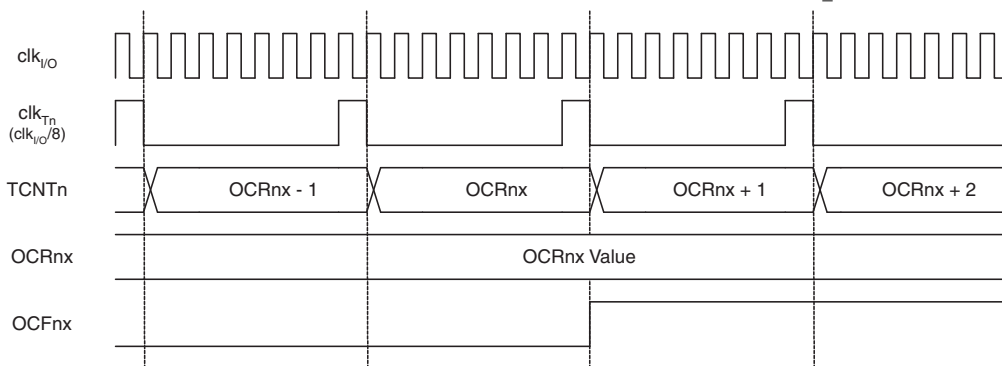 clkI/O
clkTn
(clkI/O/8)
TCNTn OCRnx - 1 OCRnx OCRnx + 1 OCRnx + 2
OCRnx OCRnx Value
OCFnx